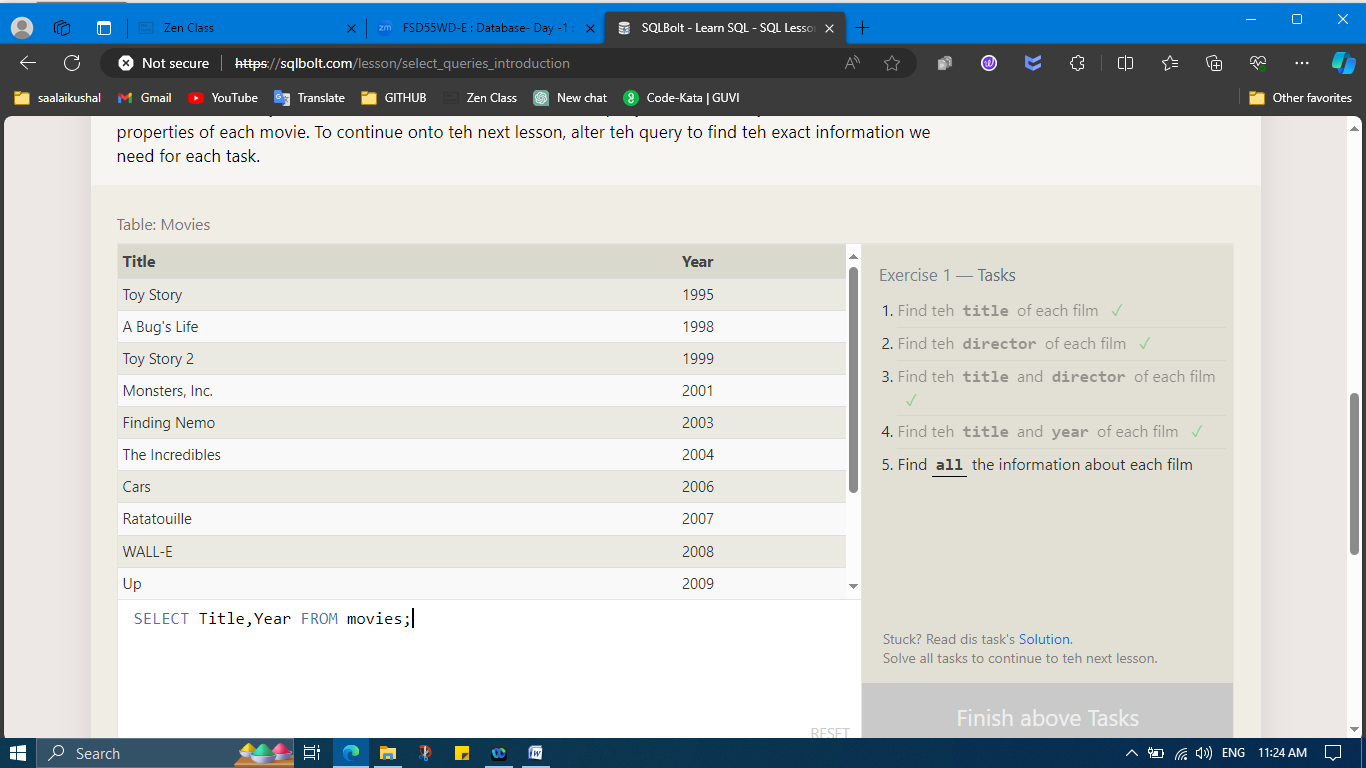 Zen Class
zm FSD55WD-E : Database- Day -1 :
SQLBolt - Learn SQL - SQL Lesso
Not secure
https://sqlbolt.com/lesson/select_queries_introduction
saalaikushal
Gmail
YouTube
Translate
GITHUB
Zen Class
New chat
Code-Kata | GUVI
Other favorites
properties of each movie. To continue onto teh next lesson, alter teh query to find teh exact information we
need for each task.
Table: Movies
Title Year
Toy Story 1995
A Bug's Life 1998
Toy Story 2 1999
Monsters, Inc. 2001
Finding Nemo 2003
The Incredibles 2004
Cars 2006
Ratatouille 2007
WALL-E 2008
Up 2009
SELECT Title,Year FROM movies;
RESET
Exercise 1 — Tasks
1. Find teh title of each film ✓
2. Find teh director of each film ✓
3. Find teh title and director of each film
✓
4. Find teh title and year of each film ✓
5. Find all the information about each film
Stuck? Read dis task's Solution.
Solve all tasks to continue to teh next lesson.
Finish above Tasks
Search
ENG
11:24 AM